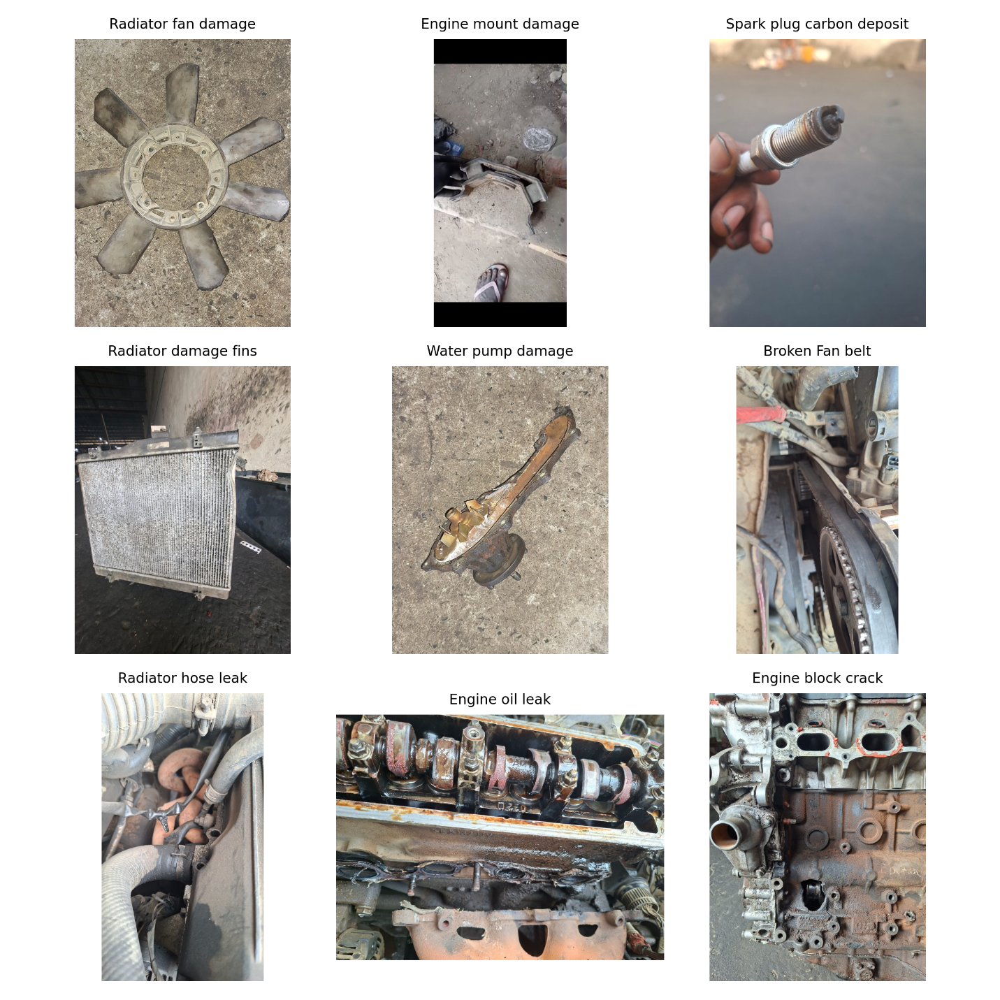 Radiator fan damage
Engine mount damage
Spark plug carbon deposit
Radiator damage fins
Water pump damage
Broken Fan belt
Radiator hose leak
Engine oil leak
Engine block crack